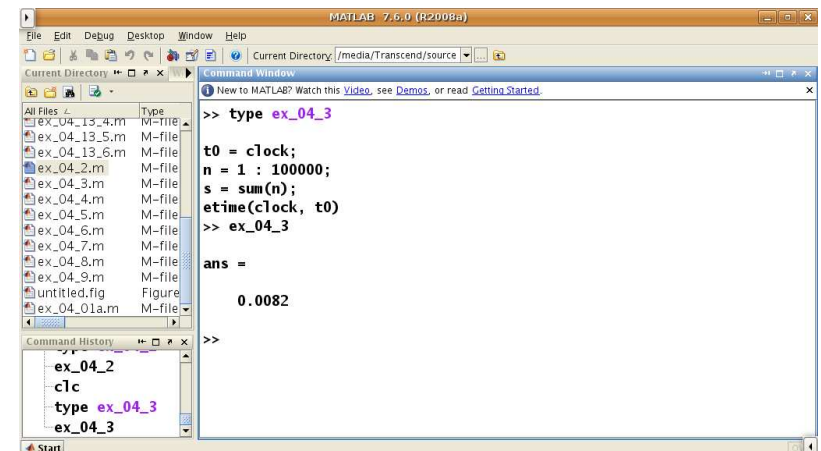 MATLAB 7.6.0 (R2008a)
File Edit Debug Desktop Window Help
Current Directory: /media/Transcend/source
Current Directory
All Files Type
ex_04_13_4.m M-file
ex_04_13_5.m M-file
ex_04_13_6.m M-file
ex_04_2.m M-file
ex_04_3.m M-file
ex_04_4.m M-file
ex_04_5.m M-file
ex_04_6.m M-file
ex_04_7.m M-file
ex_04_8.m M-file
ex_04_9.m M-file
untitled.fig Figure
ex_04_01a.m M-file
Command History
ex_04_2
clc
type ex_04_3
ex_04_3
Command Window
New to MATLAB? Watch this Video, see Demos, or read Getting Started.
>> type ex_04_3
t0 = clock;
n = 1 : 100000;
s = sum(n);
etime(clock, t0)
>> ex_04_3
ans =
0.0082
>>
Start